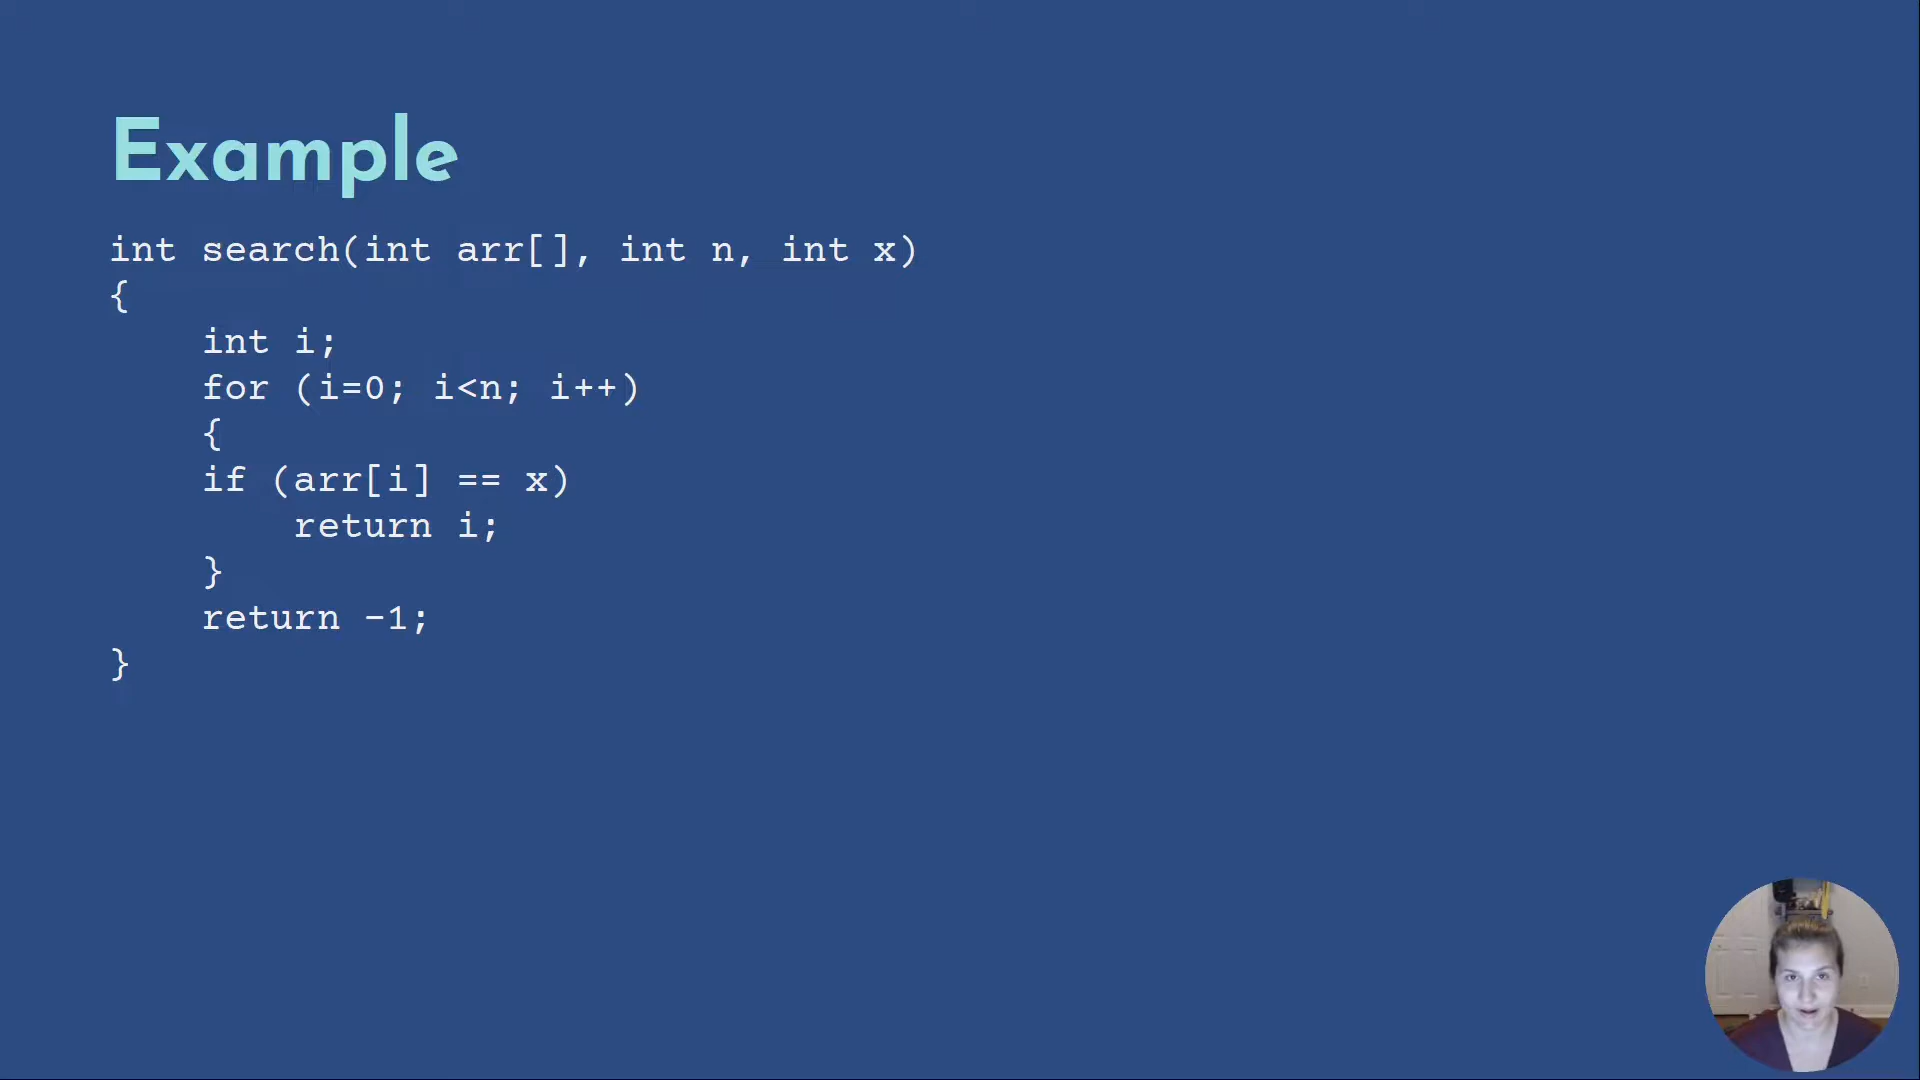 Example
int search(int arr[], int n, int x)
{
    int i;
    for (i=0; i<n; i++)
    {
    if (arr[i] == x)
        return i;
    }
    return -1;
}